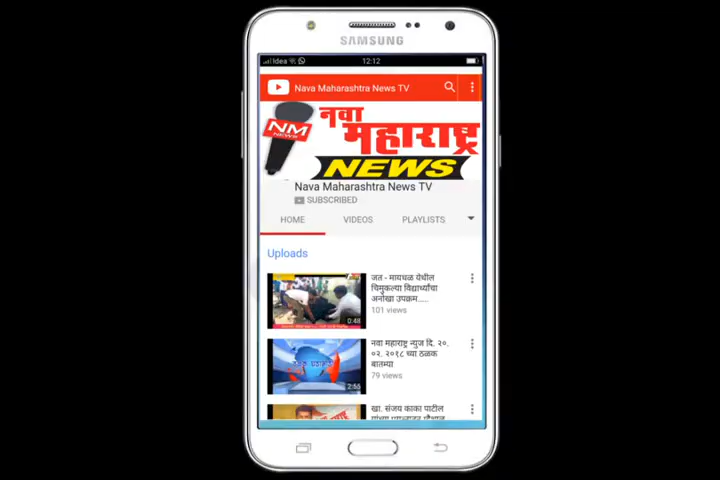 SAMSUNG
Idea
12:12
Nava Maharashtra News TV
NM
NEWS
नवा
महाराष्ट्र
NEWS
Nava Maharashtra News TV
SUBSCRIBED
HOME VIDEOS PLAYLISTS
Uploads
जत - मायथळ येथील
चिमुकल्या विद्यार्थ्यांचा
अनोखा उपक्रम.....
101 views
0:48
नवा महाराष्ट्र न्युज दि. २०.
०२. २०१८ च्या ठळक
बातम्या
79 views
2:55
खा. संजय काका पाटील